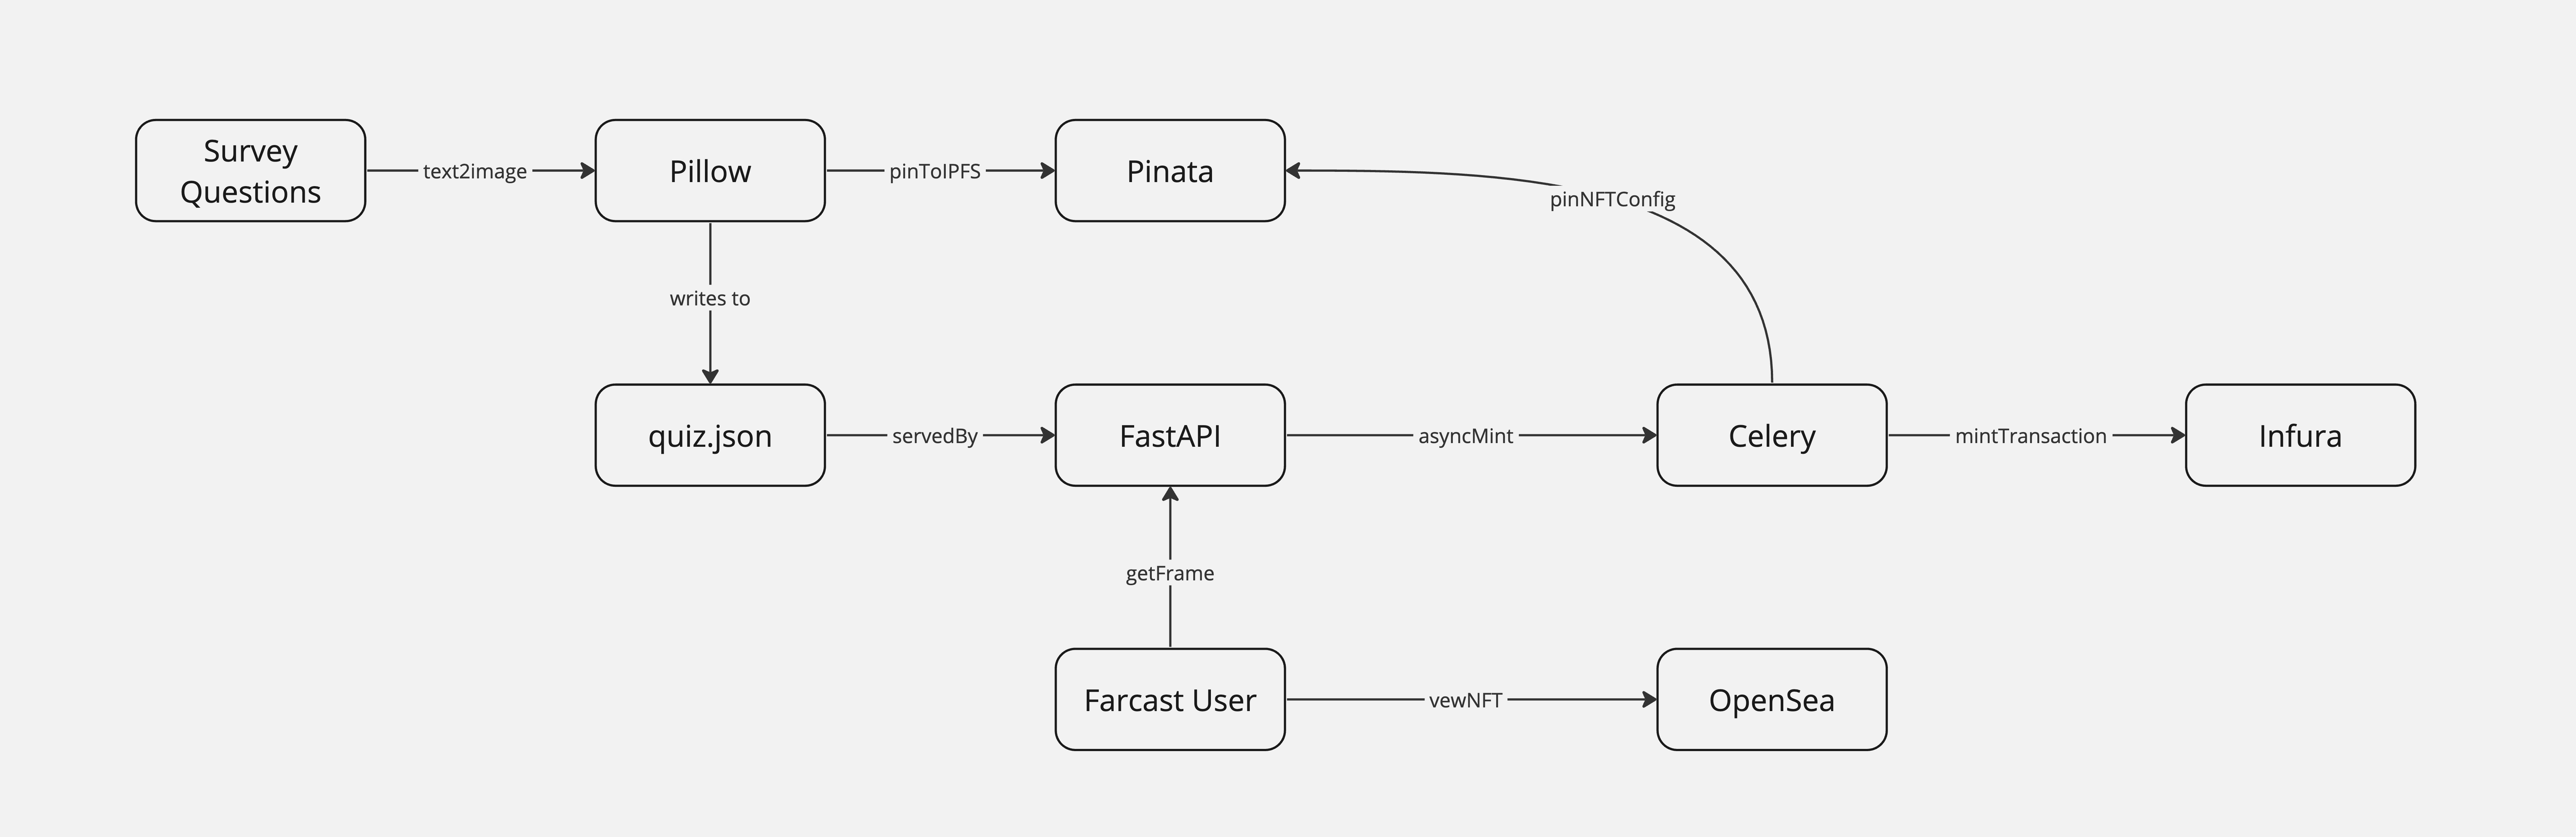 Survey
Questions
text2image
Pillow
pinToIPFS
Pinata
pinNFTConfig
writes to
quiz.json
servedBy
FastAPI
asyncMint
Celery
mintTransaction
Infura
getFrame
Farcast User
vewNFT
OpenSea